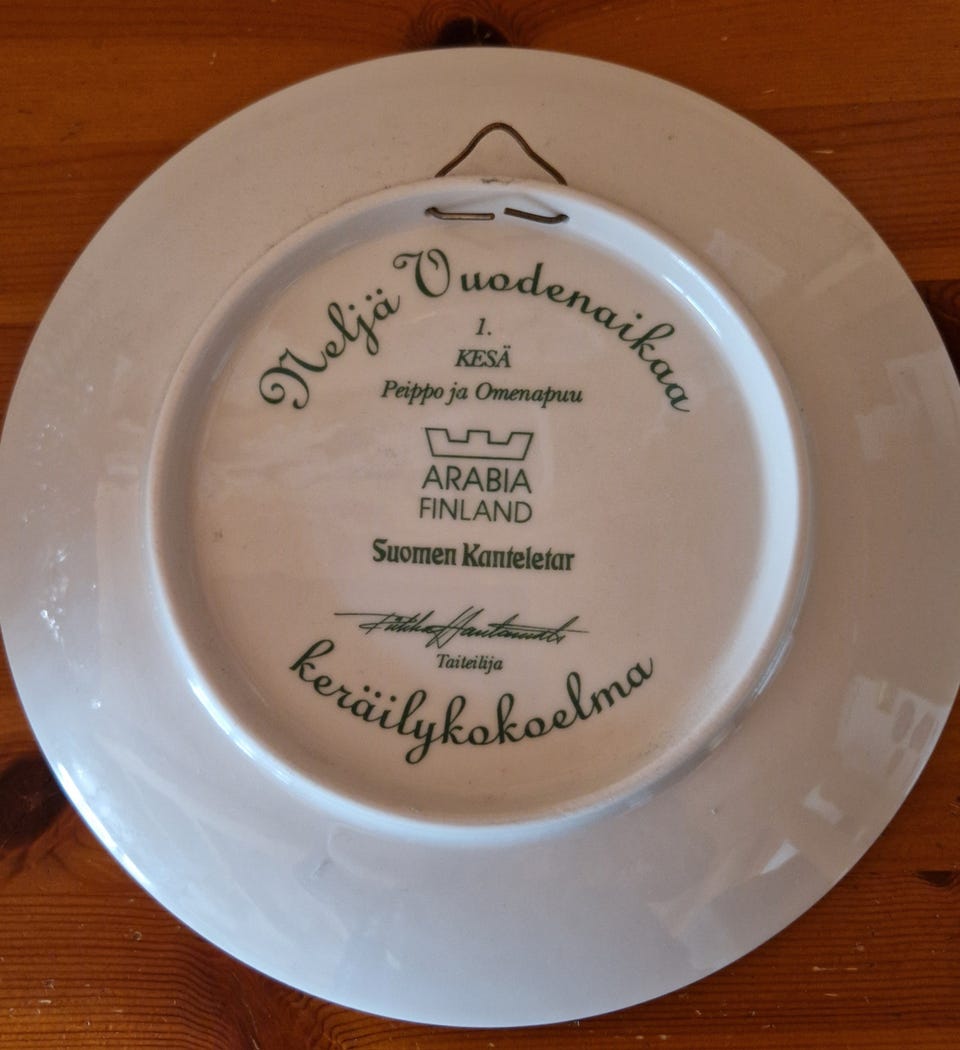 Neljä Vuodenaikaa
1.
KESÄ
Peippo ja Omenapuu
ARABIA
FINLAND
Suomen Kanteletar
Taiteilija
keräilykokoelma